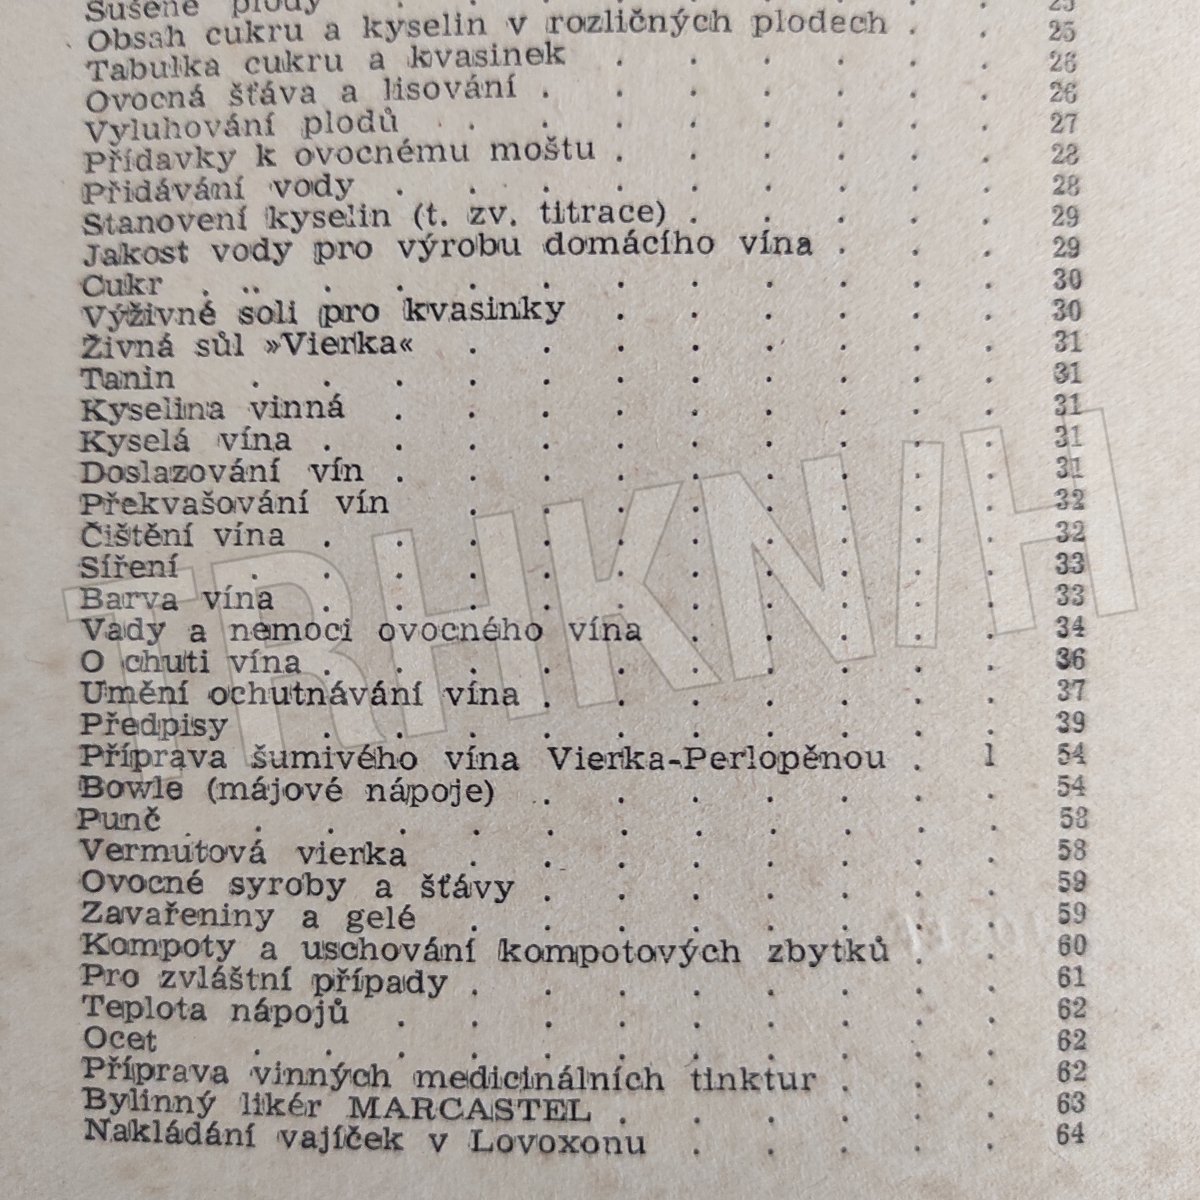 Sušené plody . . . . . . . . . . 25
Obsah cukru a kyselin v rozličných plodech . . 25
Tabulka cukru a kvasinek . . . . . . 26
Ovocná šťáva a lisování . . . . . . . 26
Vyluhování plodů . . . . . . . . 27
Přídavky k ovocnému moštu . . . . . . 28
Přidávání vody . . . . . . . . . 28
Stanovení kyselin (t. zv. titrace) . . . . . 29
Jakost vody pro výrobu domácího vína . . . 29
Cukr . .. . . . . . . . . . . 30
Výživné soli pro kvasinky . . . . . . 30
Živná sůl »Vierka« . . . . . . . . 31
Tanin . . . . . . . . . . . 31
Kyselina vinná . . . . . . . . . 31
Kyselá vína . . . . . . . . . . 31
Doslazování vín . . . . . . . . . 31
Překvašování vín . . . . . . . . 32
Čištění vína . . . . . . . . . . 32
Síření . . . . . . . . . . . 33
Barva vína . . . . . . . . . . 33
Vady a nemoci ovocného vína . . . . . 34
O chuti vína . . . . . . . . . . 36
Umění ochutnávání vína . . . . . . . 37
Předpisy . . . . . . . . . . 39
Příprava šumivého vína Vierka-Perlopěnou . 1 54
Bowle (májové nápoje) . . . . . . . 54
Punč . . . . . . . . . . . . 58
Vermutová vierka . . . . . . . . 58
Ovocné syroby a šťávy . . . . . . . 59
Zavařeniny a gelé . . . . . . . . 59
Kompoty a uschování kompotových zbytků . . 60
Pro zvláštní případy . . . . . . . . 61
Teplota nápojů . . . . . . . . . 62
Ocet . . . . . . . . . . . 62
Příprava vinných medicinálních tinktur . . . 62
Bylinný likér MARCASTEL . . . . . . 63
Nakládání vajíček v Lovoxonu . . . . . 64
TRHKNIH